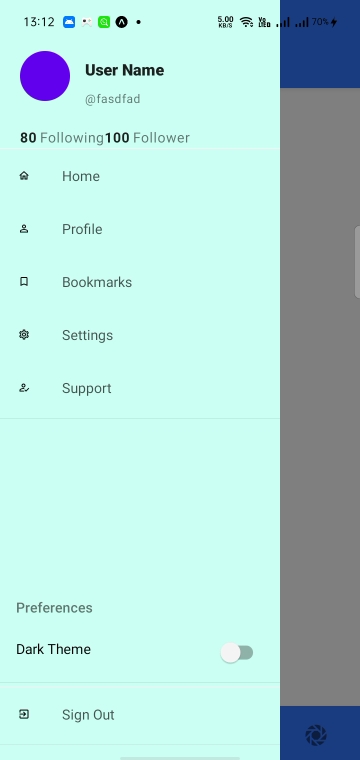 13:12 5.00 KB/S Vo LTE 70%
User Name
@fasdfad
80 Following100 Follower
Home
Profile
Bookmarks
Settings
Support
Preferences
Dark Theme
Sign Out